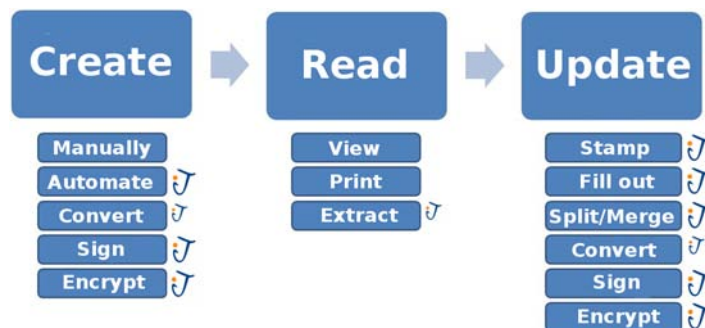 Create
Read
Update
Manually
Automate
Convert
Sign
Encrypt
View
Print
Extract
Stamp
Fill out
Split/Merge
Convert
Sign
Encrypt